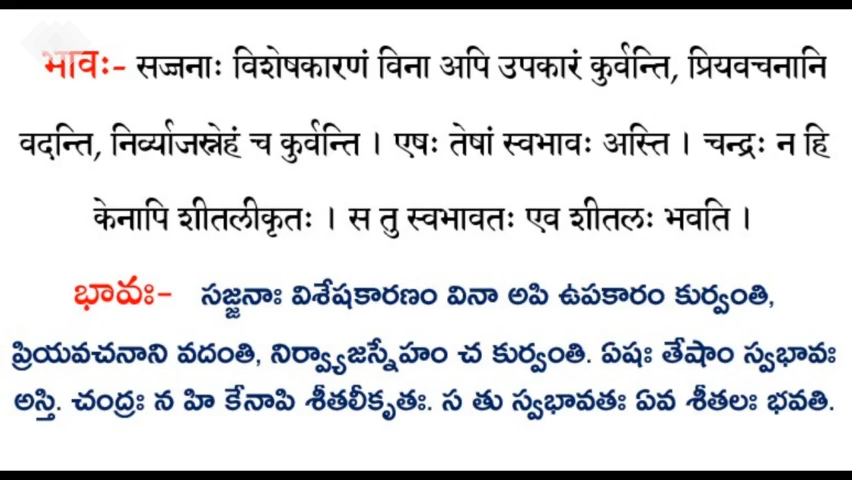 भावः- सज्जनाः विशेषकारणं विना अपि उपकारं कुर्वन्ति, प्रियवचनानि
वदन्ति, निर्व्याजस्नेहं च कुर्वन्ति । एषः तेषां स्वभावः अस्ति । चन्द्रः न हि
केनापि शीतलीकृतः । स तु स्वभावतः एव शीतलः भवति ।
భావః- సజ్జనాః విశేషకారణం వినా అపి ఉపకారం కుర్వంతి,
ప్రియవచనాని వదంతి, నిర్వ్యాజస్నేహం చ కుర్వంతి. ఏషః తేషాం స్వభావః
అస్తి. చంద్రః న హి కేనాపి శీతలీకృతః. స తు స్వభావతః ఏవ శీతలః భవతి.